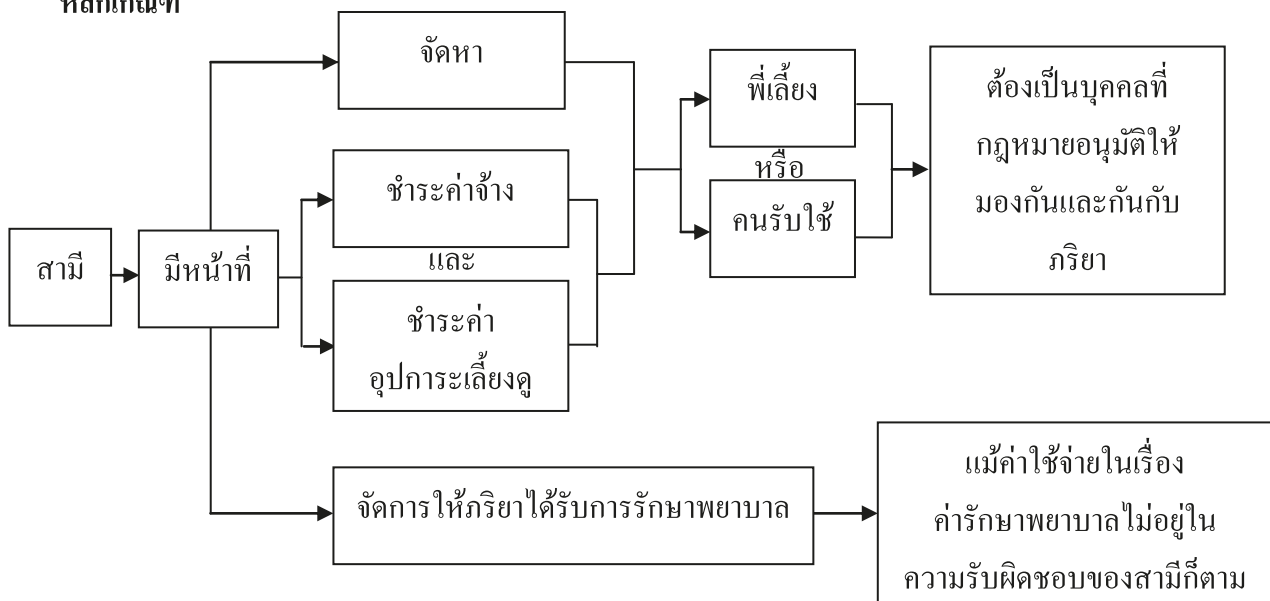 หลักเกณฑ์
สามี
มีหน้าที่
จัดหา
ชำระค่าจ้าง
และ
ชำระค่า
อุปการะเลี้ยงดู
พี่เลี้ยง
หรือ
คนรับใช้
ต้องเป็นบุคคลที่
กฎหมายอนุมัติให้
มองกันและกันกับ
ภริยา
จัดการให้ภริยาได้รับการรักษาพยาบาล
แม้ค่าใช้จ่ายในเรื่อง
ค่ารักษาพยาบาลไม่อยู่ใน
ความรับผิดชอบของสามีก็ตาม